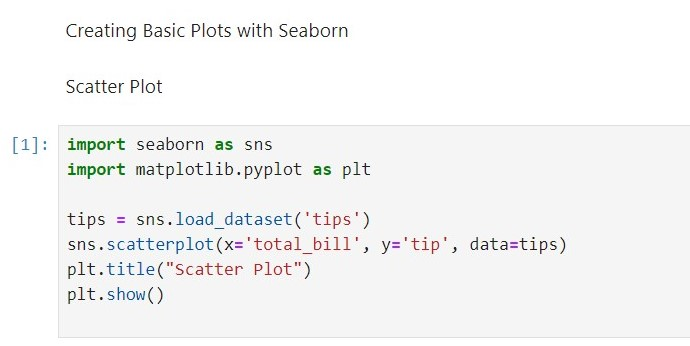 Creating Basic Plots with Seaborn
Scatter Plot
[1]: import seaborn as sns
import matplotlib.pyplot as plt
tips = sns.load_dataset('tips')
sns.scatterplot(x='total_bill', y='tip', data=tips)
plt.title("Scatter Plot")
plt.show()